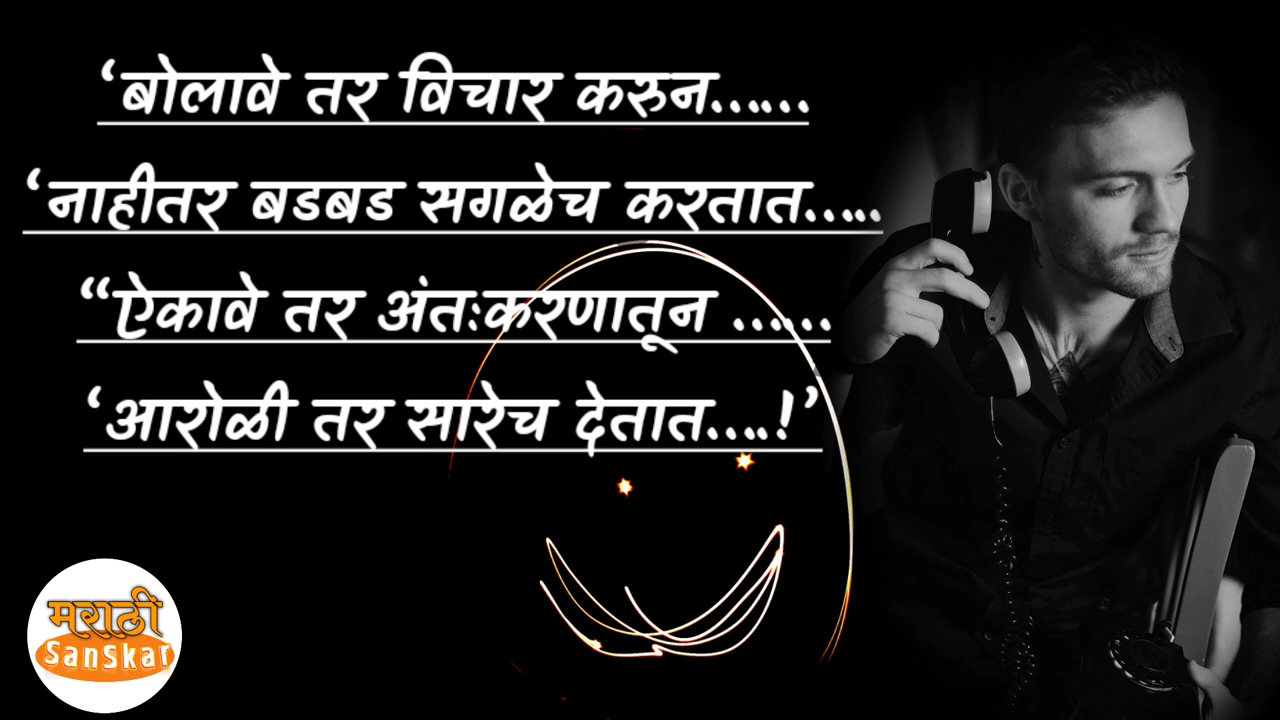 ‘बोलावे तर विचार करुन......
‘नाहीतर बडबड सगळेच करतात.....
“ऐकावे तर अंतःकरणातून ......
‘आरोळी तर सारेच देतात....!’
मराठी
SanSkar